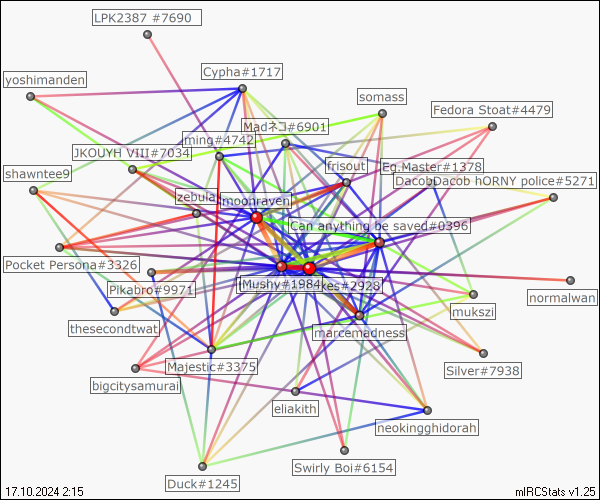 LPK2387 #7690
yoshimanden
Cypha#1717
somass
Fedora Stoat#4479
Madネコ#6901
ming#4742
JKOUYH VIII#7034
frisout
Eg.Master#1378
shawntee9
DacobDacob hORNY police#5271
zebula
moonraven
Can anything be saved#0396
Pocket Persona#3326
Pikabro#9971
Mushy#1984
kes#2928
normalwan
mukszi
thesecondtwat
marcemadness
Majestic#3375
Silver#7938
bigcitysamurai
eliakith
neokingghidorah
Swirly Boi#6154
Duck#1245
17.10.2024 2:15
mIRCStats v1.25